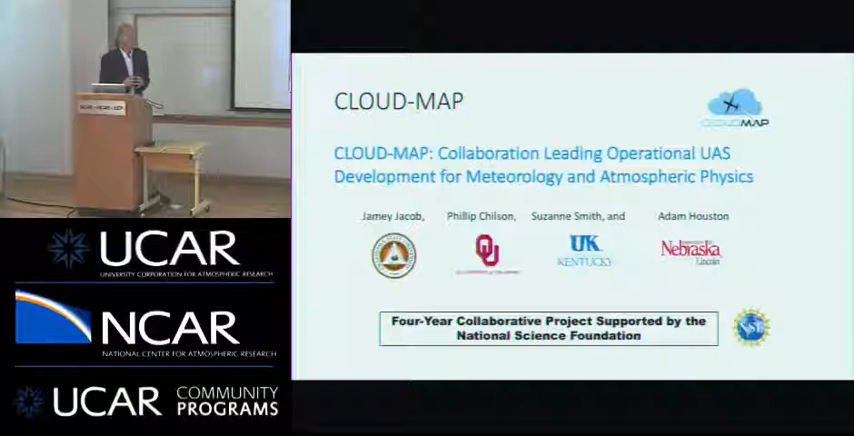 UCAR
UNIVERSITY CORPORATION FOR ATMOSPHERIC RESEARCH
NCAR
NATIONAL CENTER FOR ATMOSPHERIC RESEARCH
UCAR
COMMUNITY
PROGRAMS
CLOUD-MAP
CLOUDMAP
CLOUD-MAP: Collaboration Leading Operational UAS
Development for Meteorology and Atmospheric Physics
Jamey Jacob, Phillip Chilson, Suzanne Smith, and Adam Houston
UK
KENTUCKY
Nebraska
Lincoln
Four-Year Collaborative Project Supported by the
National Science Foundation
NSF